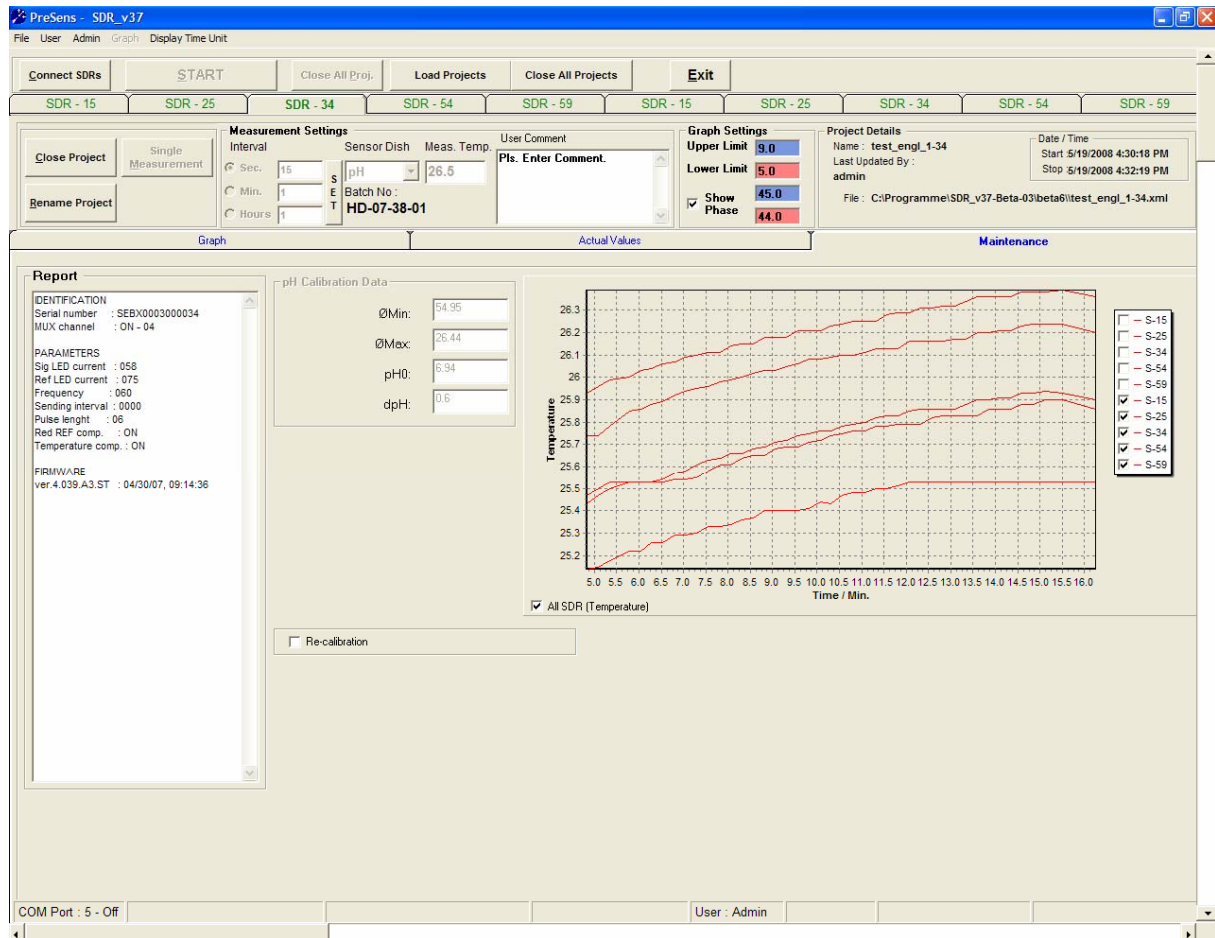 PreSens - SDR_v37
File User Admin Graph Display Time Unit
Connect SDRs START Close All Proj. Load Projects Close All Projects Exit
SDR - 15 SDR - 25 SDR - 34 SDR - 54 SDR - 59 SDR - 15 SDR - 25 SDR - 34 SDR - 54 SDR - 59
Close Project
Single Measurement
Rename Project
Measurement Settings
Interval
Sec. 15
Min. 1
Hours 1
SET
Sensor Dish
pH
Meas. Temp.
26.5
Batch No :
HD-07-38-01
User Comment
Pls. Enter Comment.
Graph Settings
Upper Limit 9.0
Lower Limit 5.0
Show Phase
45.0
44.0
Project Details
Name : test_engl_1-34
Last Updated By :
admin
Date / Time
Start :5/19/2008 4:30:18 PM
Stop :5/19/2008 4:32:19 PM
File : C:\Programme\SDR_v37-Beta-03\beta6\\test_engl_1-34.xml
Graph Actual Values Maintenance
Report
IDENTIFICATION
Serial number : SEBX0003000034
MUX channel : ON - 04
PARAMETERS
Sig LED current : 058
Ref LED current : 075
Frequency : 060
Sending interval : 0000
Pulse lenght : 06
Red REF comp. : ON
Temperature comp. : ON
FIRMWARE
ver.4.039.A3.ST : 04/30/07, 09:14:36
pH Calibration Data
ØMin: 54.95
ØMax: 26.44
pH0: 6.94
dpH: 0.6
Re-calibration
Temperature
26.3
26.2
26.1
26
25.9
25.8
25.7
25.6
25.5
25.4
25.3
25.2
5.0 5.5 6.0 6.5 7.0 7.5 8.0 8.5 9.0 9.5 10.0 10.5 11.0 11.5 12.0 12.5 13.0 13.5 14.0 14.5 15.0 15.5 16.0
Time / Min.
All SDR (Temperature)
S-15
S-25
S-34
S-54
S-59
S-15
S-25
S-34
S-54
S-59
COM Port : 5 - Off
User : Admin